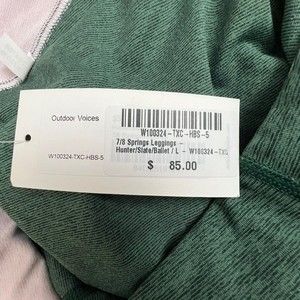 Outdoor Voices
W100324-TXC-HBS-5
W100324-TXC-HBS-5
7/8 Springs Leggings -
Hunter/Slate/Ballet / L - W100324-TXC
$ 85.00